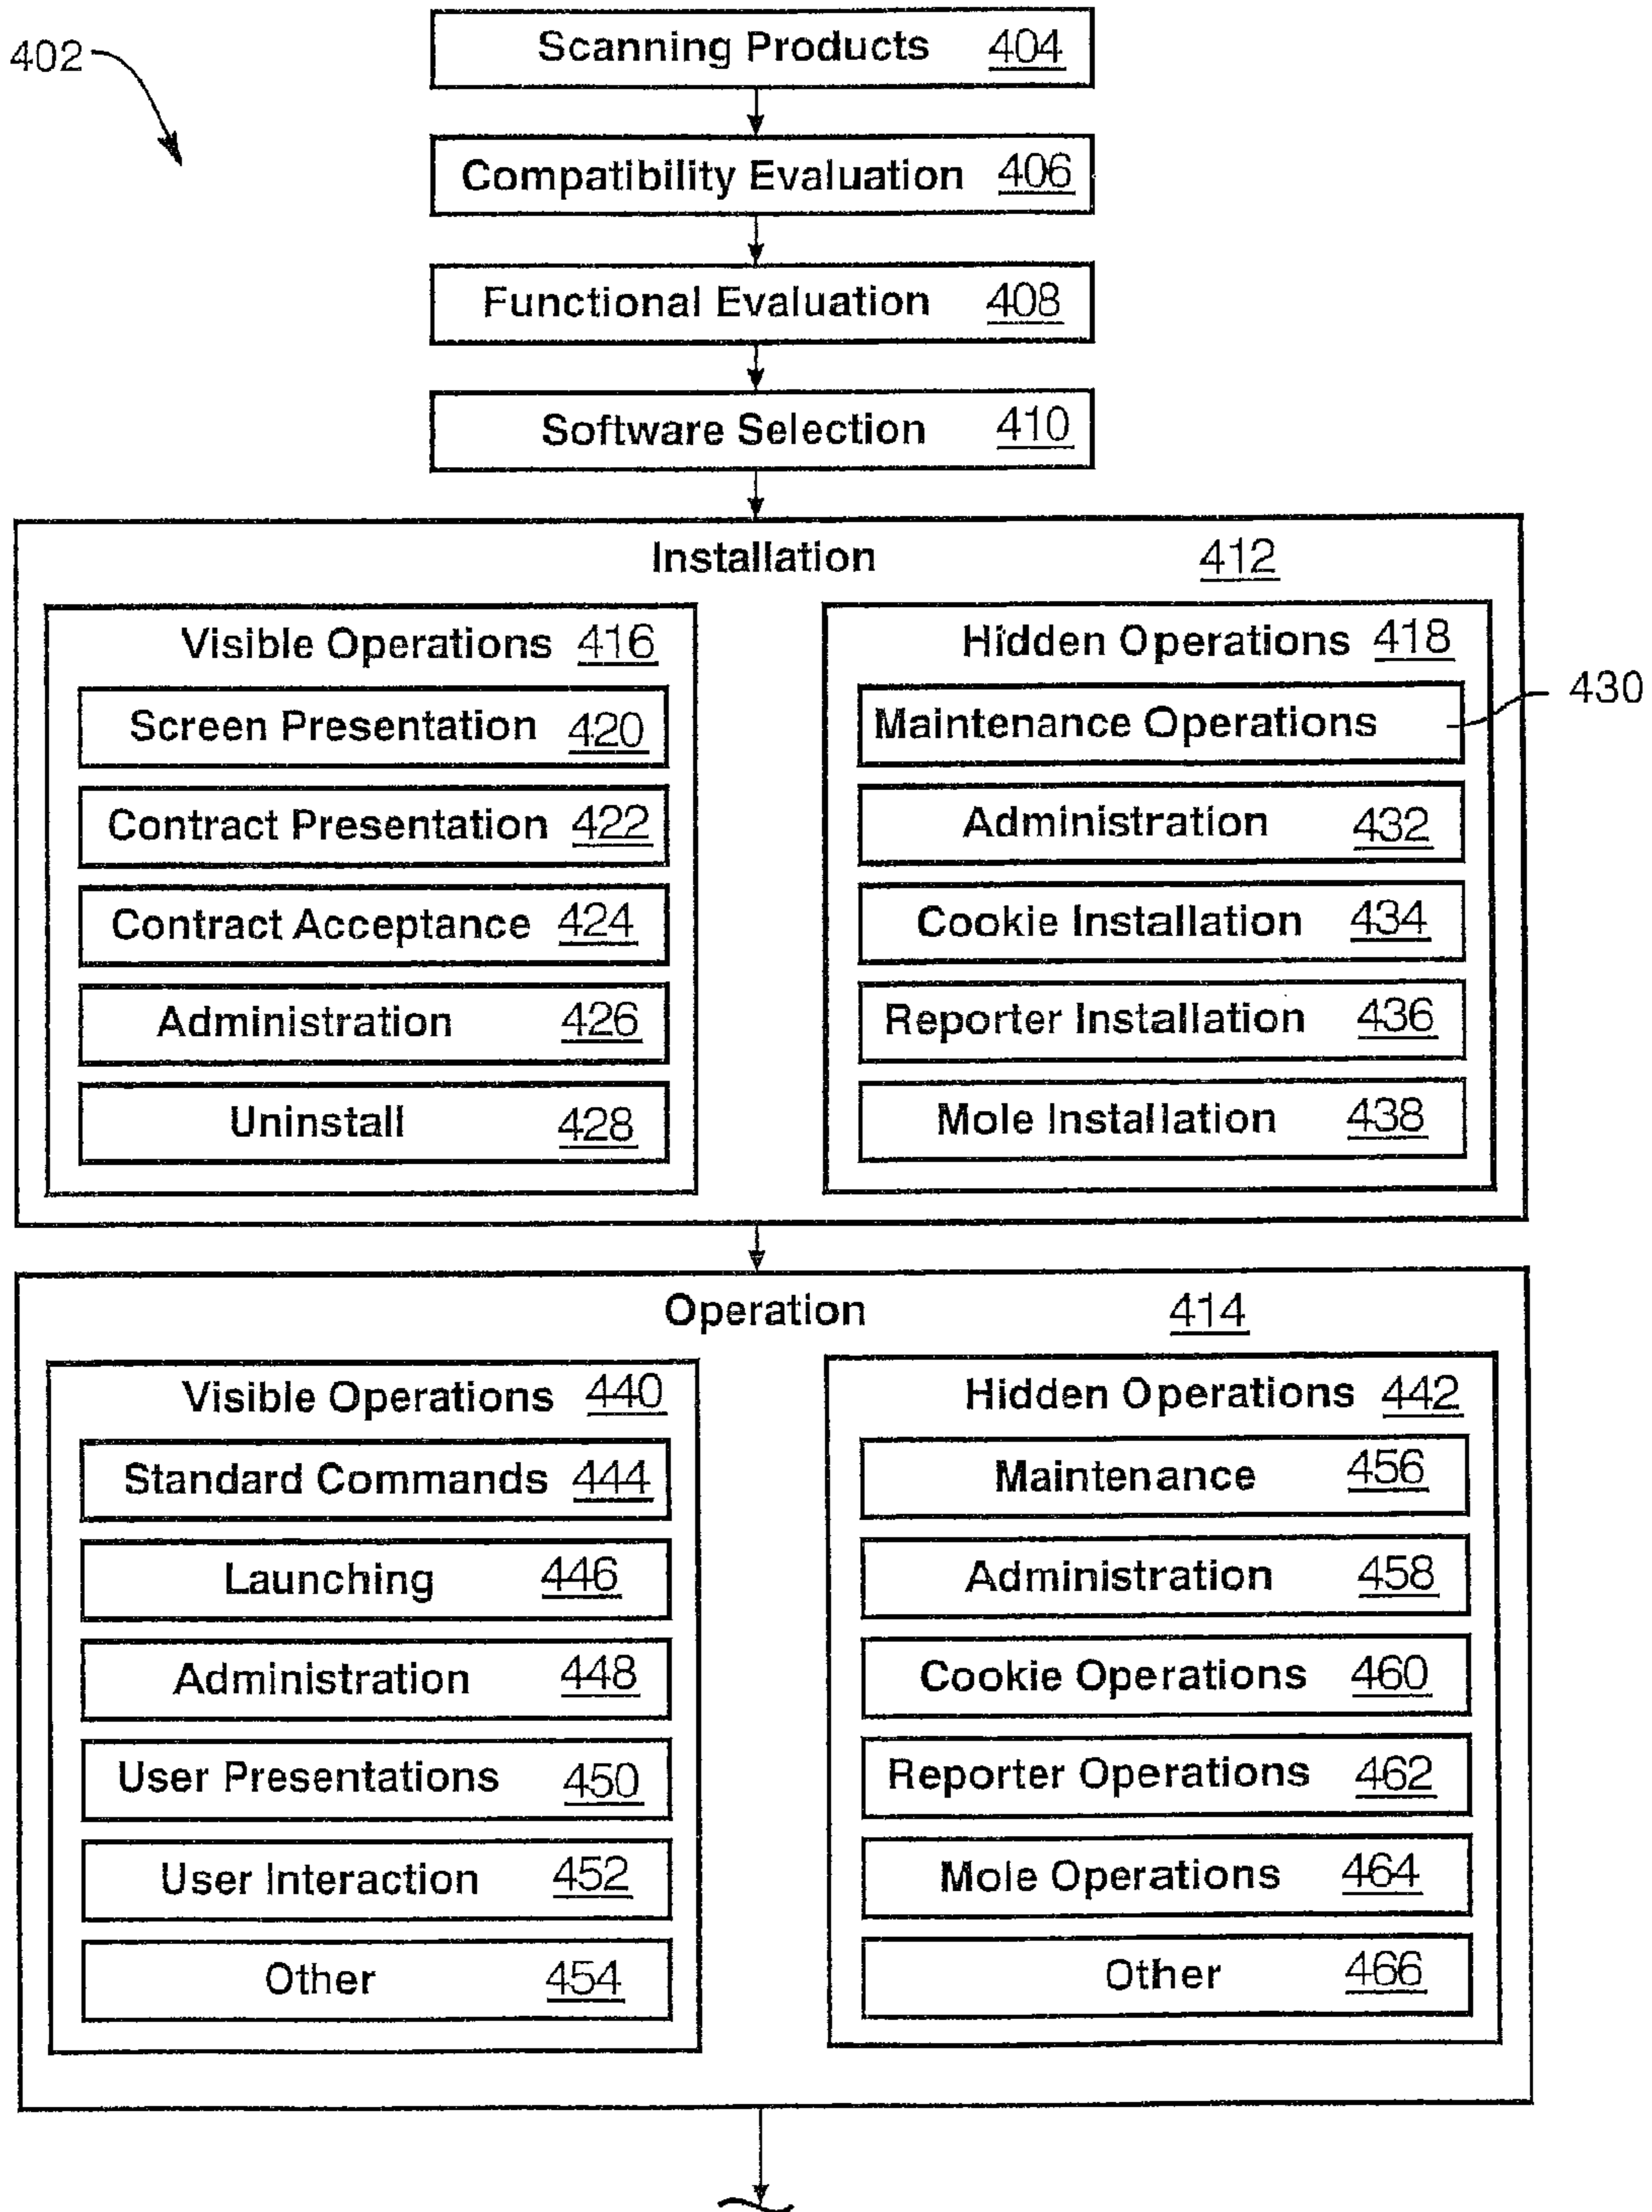 402
Scanning Products 404
Compatibility Evaluation 406
Functional Evaluation 408
Software Selection 410
Installation 412
Visible Operations 416
Screen Presentation 420
Contract Presentation 422
Contract Acceptance 424
Administration 426
Uninstall 428
Hidden Operations 418
Maintenance Operations
430
Administration 432
Cookie Installation 434
Reporter Installation 436
Mole Installation 438
Operation 414
Visible Operations 440
Standard Commands 444
Launching 446
Administration 448
User Presentations 450
User Interaction 452
Other 454
Hidden Operations 442
Maintenance 456
Administration 458
Cookie Operations 460
Reporter Operations 462
Mole Operations 464
Other 466